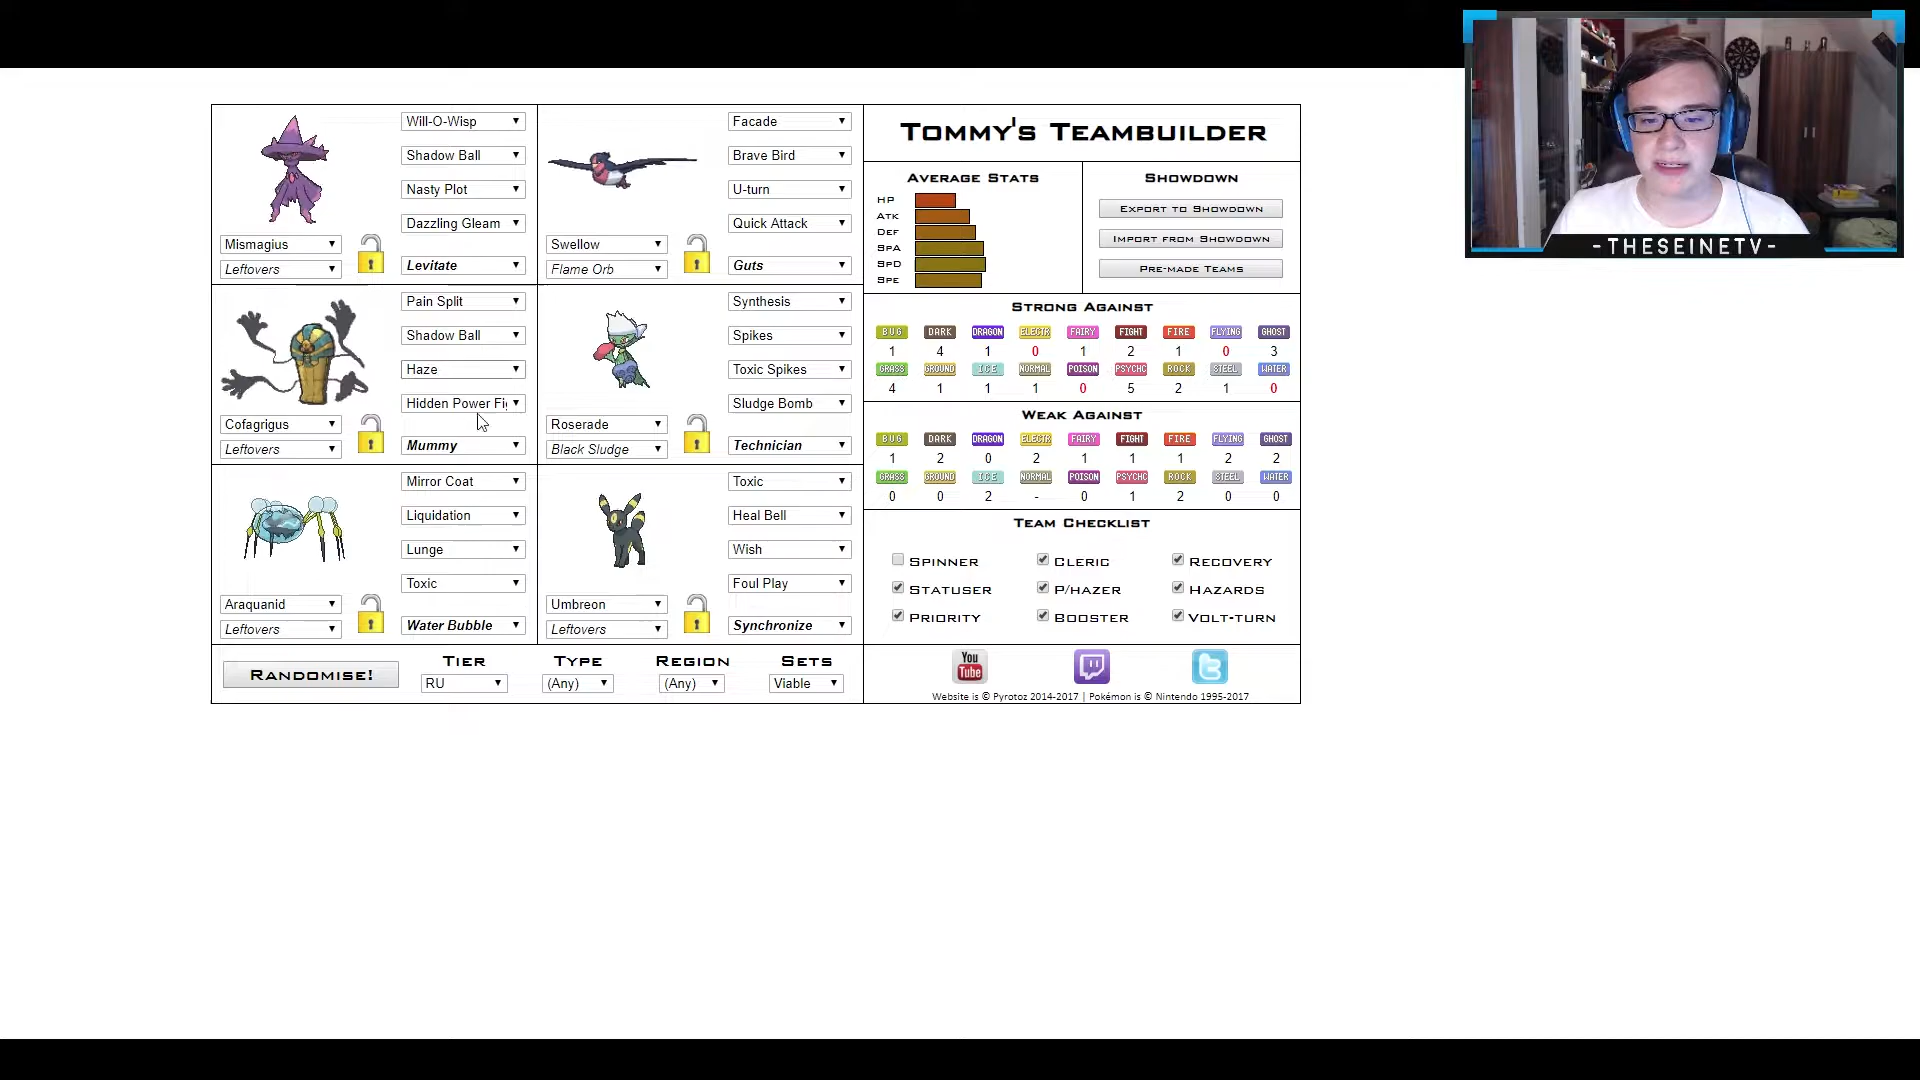 Will-O-Wisp
Shadow Ball
Nasty Plot
Dazzling Gleam
Mismagius
Leftovers
Levitate
Facade
Brave Bird
U-turn
Quick Attack
Swellow
Flame Orb
Guts
Pain Split
Shadow Ball
Haze
Hidden Power Fi
Cofagrigus
Leftovers
Mummy
Synthesis
Spikes
Toxic Spikes
Sludge Bomb
Roserade
Black Sludge
Technician
Mirror Coat
Liquidation
Lunge
Toxic
Araquanid
Leftovers
Water Bubble
Toxic
Heal Bell
Wish
Foul Play
Umbreon
Leftovers
Synchronize
Randomise!
Tier
RU
Type
(Any)
Region
(Any)
Sets
Viable
Tommy's Teambuilder
Average Stats
HP
Atk
Def
SpA
SpD
Spe
Showdown
Export to Showdown
Import from Showdown
Pre-made Teams
Strong Against
BUG DARK DRAGON ELECTR FAIRY FIGHT FIRE FLYING GHOST
1 4 1 0 1 2 1 0 3
GRASS GROUND ICE NORMAL POISON PSYCHC ROCK STEEL WATER
4 1 1 1 0 5 2 1 0
Weak Against
BUG DARK DRAGON ELECTR FAIRY FIGHT FIRE FLYING GHOST
1 2 0 2 1 1 1 2 2
GRASS GROUND ICE NORMAL POISON PSYCHC ROCK STEEL WATER
0 0 2 - 0 1 2 0 0
Team Checklist
Spinner Cleric Recovery
Statuser P/Hazer Hazards
Priority Booster Volt-Turn
You
Tube
Website is © Pyrotoz 2014-2017 | Pokémon is © Nintendo 1995-2017
-THESEINETV-